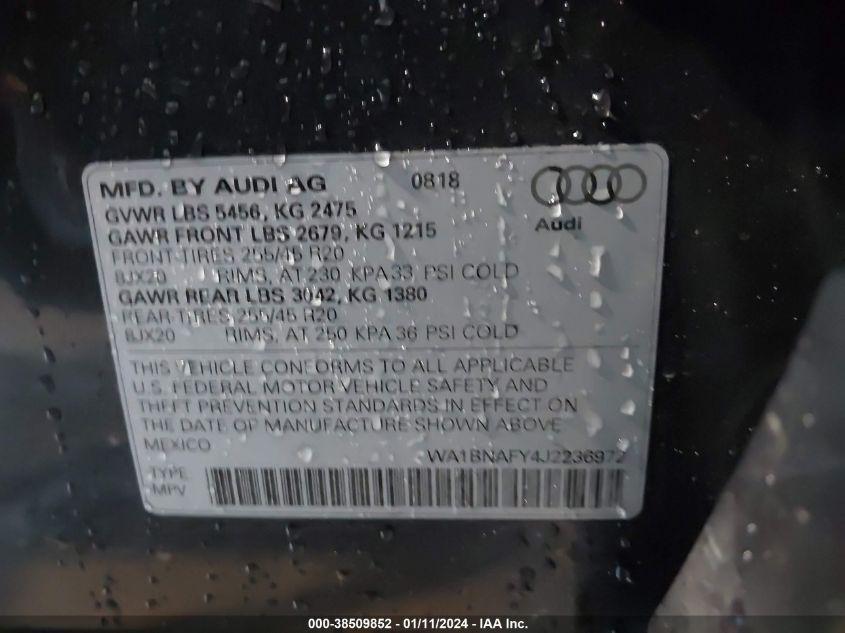 MFD. BY AUDI AG 0818
GVWR LBS 5456, KG 2475
GAWR FRONT LBS 2679, KG 1215
FRONT-TIRES 255/45 R20
8JX20 RIMS, AT 230 KPA 33 PSI COLD
GAWR REAR LBS 3042, KG 1380
REAR-TIRES 255/45 R20
8JX20 RIMS, AT 250 KPA 36 PSI COLD
Audi
THIS VEHICLE CONFORMS TO ALL APPLICABLE
U.S. FEDERAL MOTOR VEHICLE SAFETY AND
THEFT PREVENTION STANDARDS IN EFFECT ON
THE DATE OF MANUFACTURE SHOWN ABOVE
MEXICO
WA1BNAFY4J2236972
TYPE
MPV
000-38509852 - 01/11/2024 - IAA Inc.